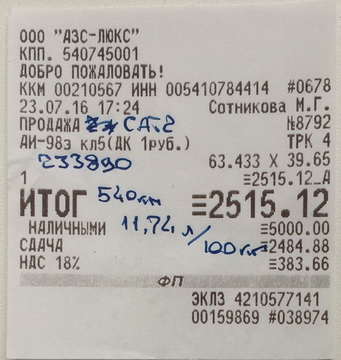 ООО "АЗС-ЛЮКС"
КПП. 540745001
ДОБРО ПОЖАЛОВАТЬ!
ККМ 00210567 ИНН 005410784414 #0678
23.07.16 17:24 Сотникова М.Г.
ПРОДАЖА САГ2 №8792
АИ-98э кл5(ДК 1руб.) ТРК 4
233890 63.433 X 39.65
1 ≡2515.12_А
ИТОГ 540км ≡2515.12
НАЛИЧНЫМИ 11,74 л/100км ≡5000.00
СДАЧА ≡2484.88
НДС 18% ≡383.66
ФП
ЭКЛЗ 4210577141
00159869 #038974